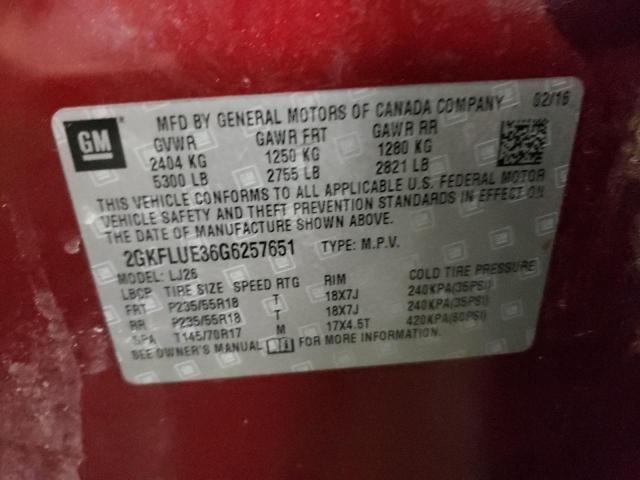 GM
MFD BY GENERAL MOTORS OF CANADA COMPANY 02/16
GVWR GAWR FRT GAWR RR
2404 KG 1250 KG 1280 KG
5300 LB 2755 LB 2821 LB
THIS VEHICLE CONFORMS TO ALL APPLICABLE U.S. FEDERAL MOTOR
VEHICLE SAFETY AND THEFT PREVENTION STANDARDS IN EFFECT ON
THE DATE OF MANUFACTURE SHOWN ABOVE.
2GKFLUE36G6257651 TYPE: M.P.V.
MODEL: LJ26
LBCP TIRE SIZE SPEED RTG RIM COLD TIRE PRESSURE
FRT P235/55R18 T 18X7J 240KPA(35PSI)
RR P235/55R18 T 18X7J 240KPA(35PSI)
SPA T145/70R17 M 17X4.5T 420KPA(60PSI)
SEE OWNER'S MANUAL FOR MORE INFORMATION.